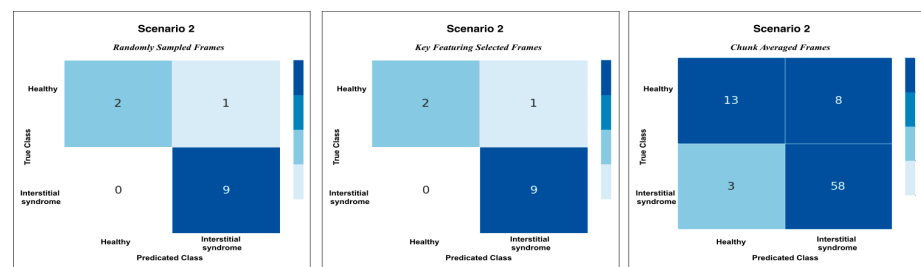 Scenario 2
Randomly Sampled Frames
Healthy
2
1
True Class
Interstitial
syndrome
0
9
Healthy
Interstitial
syndrome
Predicated Class
Scenario 2
Key Featuring Selected Frames
Healthy
2
1
True Class
Interstitial
syndrome
0
9
Healthy
Interstitial
syndrome
Predicated Class
Scenario 2
Chunk Averaged Frames
Healthy
13
8
True Class
Interstitial
syndrome
3
58
Healthy
Interstitial
syndrome
Predicated Class